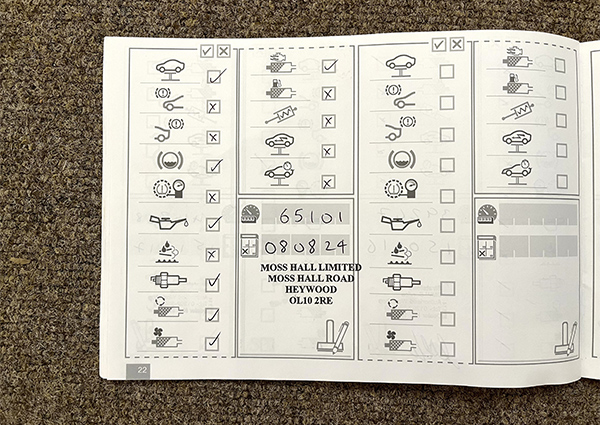 65101
080824
MOSS HALL LIMITED
MOSS HALL ROAD
HEYWOOD
OL10 2RE
22